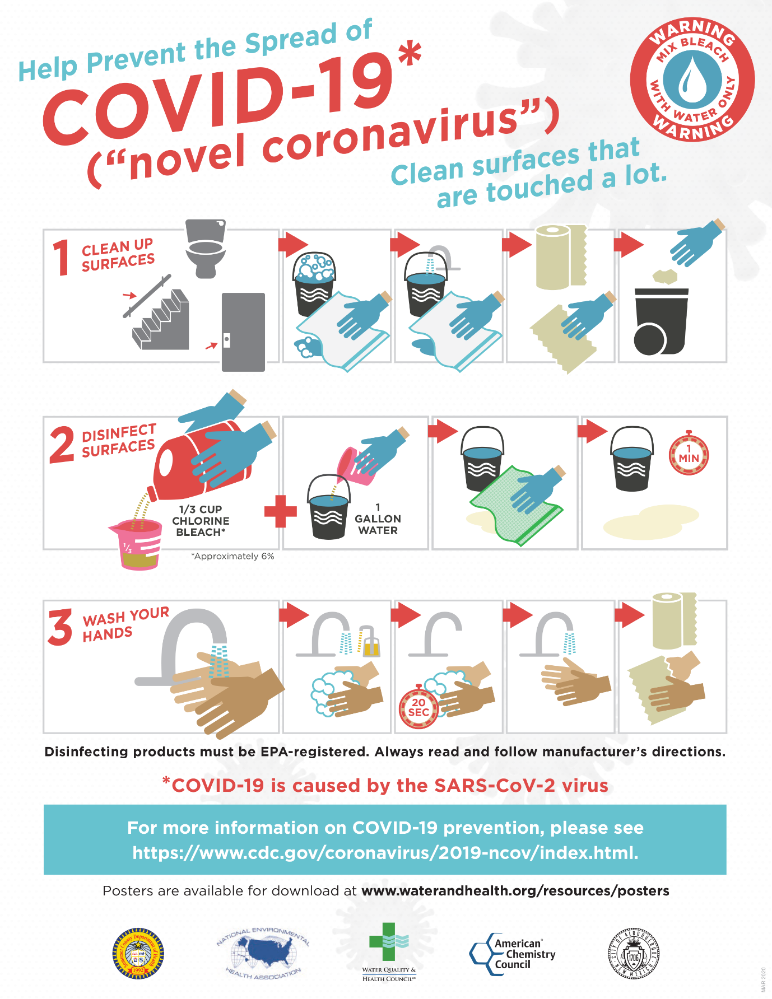 Help Prevent the Spread of
COVID-19*
(“novel coronavirus”)
Clean surfaces that
are touched a lot.
WARNING
MIX BLEACH
WITH WATER ONLY
WARNING
1 CLEAN UP
SURFACES
2 DISINFECT
SURFACES
1/3
1/3 CUP
CHLORINE
BLEACH*
*Approximately 6%
1
GALLON
WATER
1
MIN
3 WASH YOUR
HANDS
20
SEC
Disinfecting products must be EPA-registered. Always read and follow manufacturer’s directions.
*COVID-19 is caused by the SARS-CoV-2 virus
For more information on COVID-19 prevention, please see
https://www.cdc.gov/coronavirus/2019-ncov/index.html.
Posters are available for download at www.waterandhealth.org/resources/posters
Somerset County Department of Health
1992
NATIONAL ENVIRONMENTAL
HEALTH ASSOCIATION
WATER QUALITY &
HEALTH COUNCIL℠
American
Chemistry
Council
CITY OF ALBUQUERQUE
1706
NEW MEXICO
MAR 2020